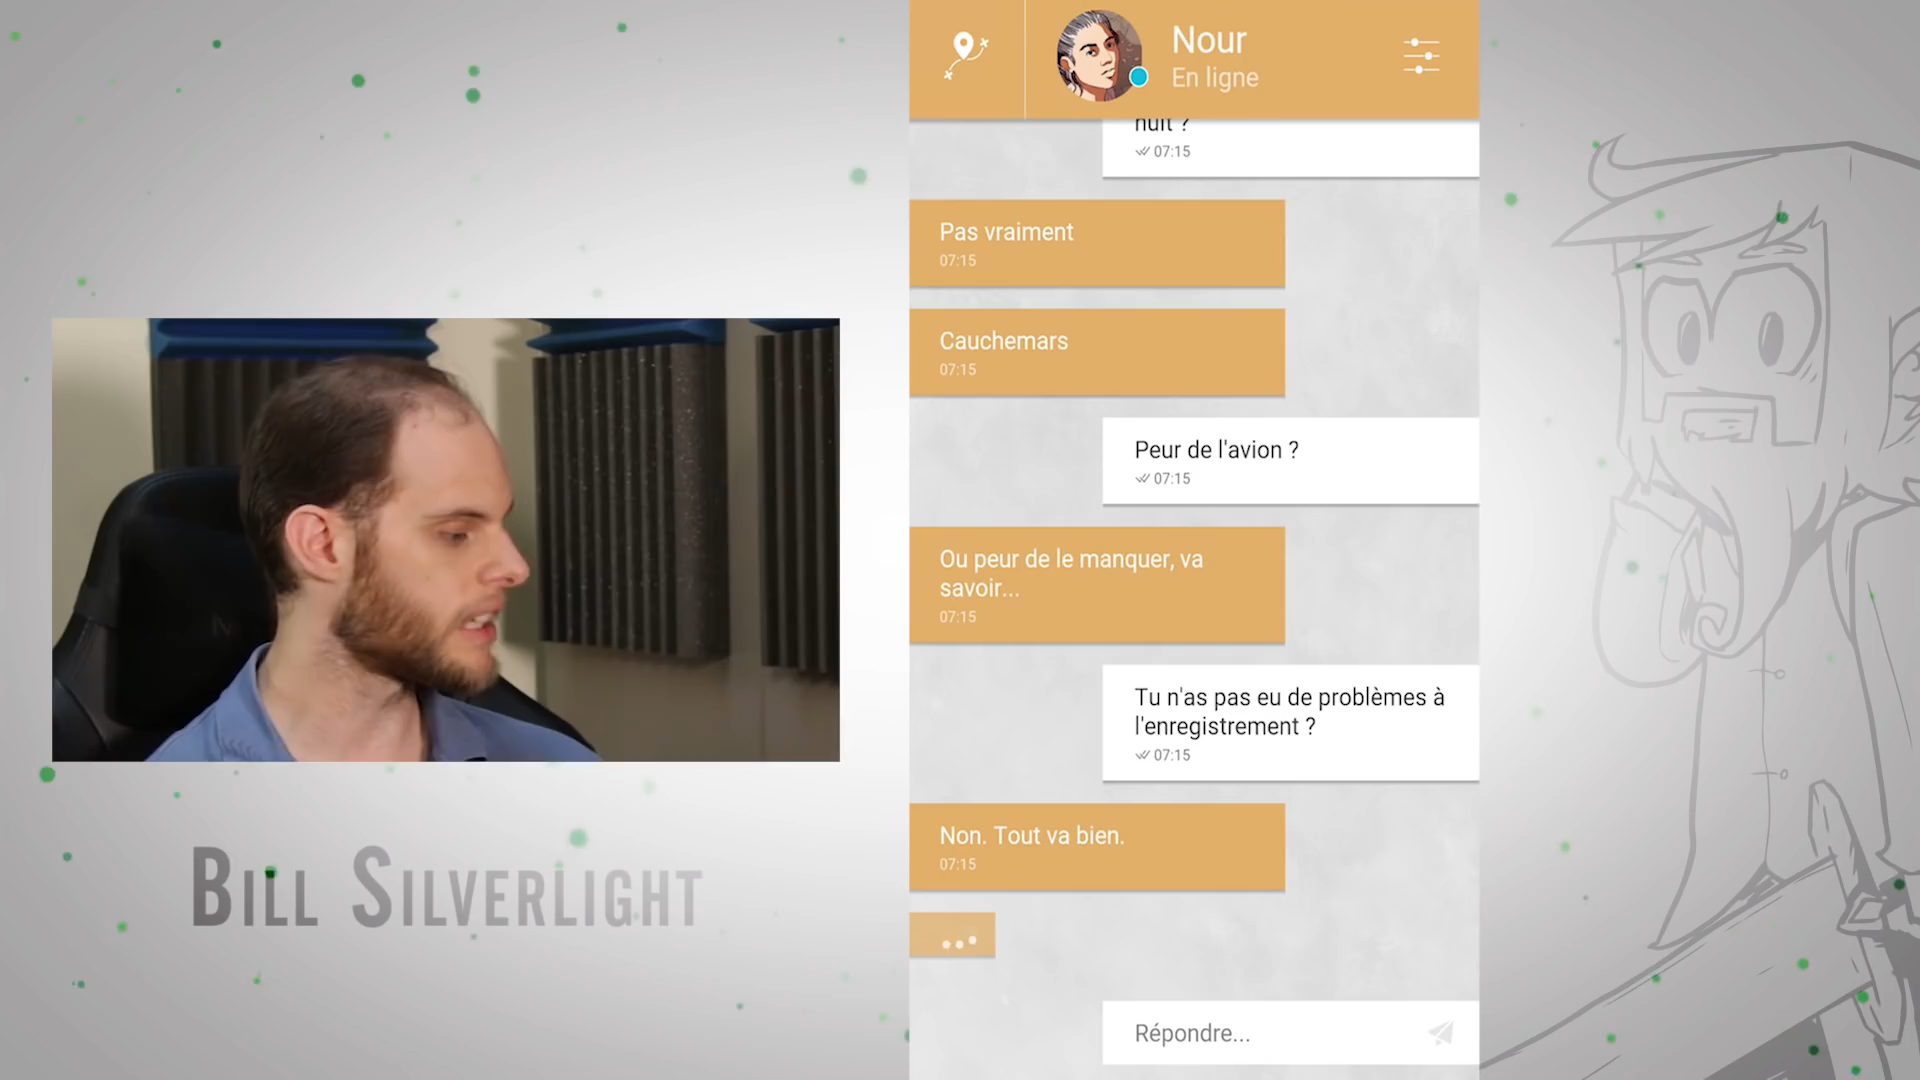 Nour
En ligne
nuit ?
07:15
Pas vraiment
07:15
Cauchemars
07:15
Peur de l'avion ?
07:15
Ou peur de le manquer, va
savoir...
07:15
Tu n'as pas eu de problèmes à
l'enregistrement ?
07:15
Non. Tout va bien.
07:15
...
Répondre...
BILL SILVERLIGHT